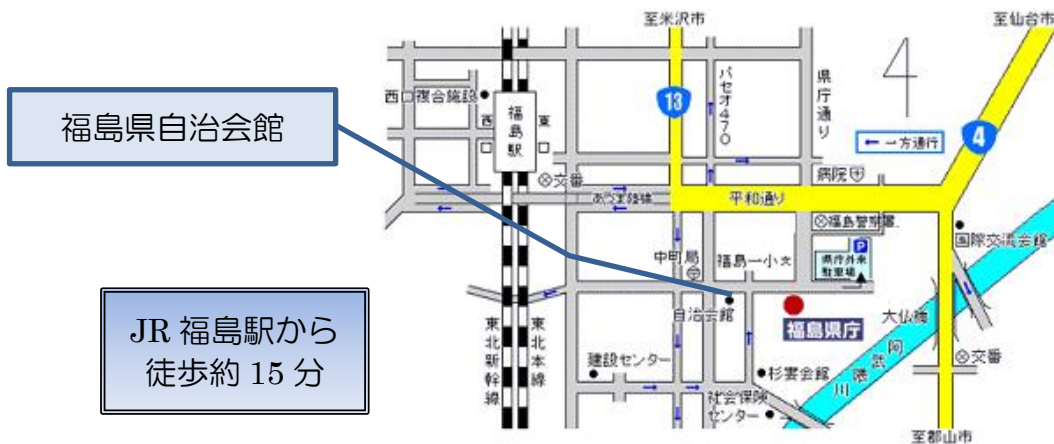 至米沢市
至仙台市
福島県自治会館
西口複合施設
福島駅
西
東
交番
13
パセオ470
県庁通り
4
一方通行
病院
あづま陸橋
平和通り
福島警察署
国際交流会館
中町局
福島一小
P
県庁外来
駐車場
自治会館
福島県庁
大仏橋
阿武隈川
JR 福島駅から
徒歩約 15 分
東北新幹線
東北本線
建設センター
杉妻会館
交番
社会保険
センター
至郡山市